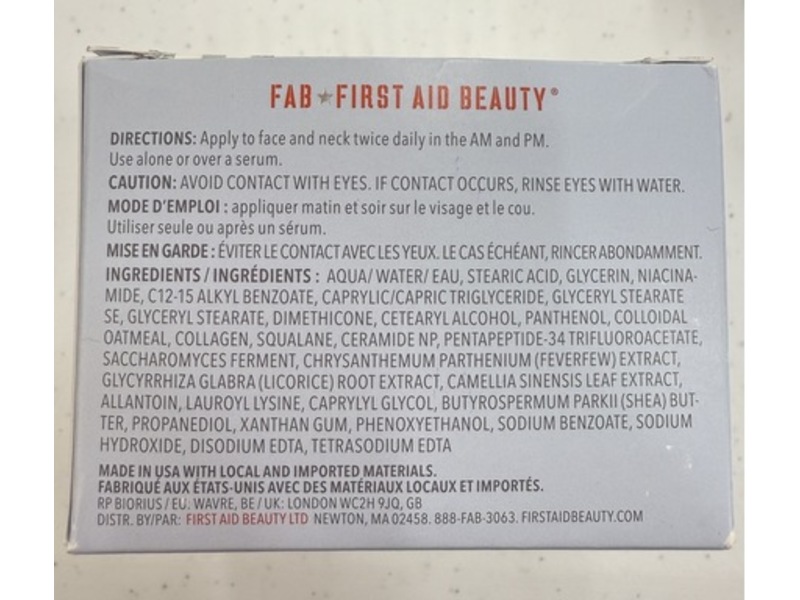 FAB FIRST AID BEAUTY®
DIRECTIONS: Apply to face and neck twice daily in the AM and PM.
Use alone or over a serum.
CAUTION: AVOID CONTACT WITH EYES. IF CONTACT OCCURS, RINSE EYES WITH WATER.
MODE D'EMPLOI : appliquer matin et soir sur le visage et le cou.
Utiliser seule ou après un sérum.
MISE EN GARDE : ÉVITER LE CONTACT AVEC LES YEUX. LE CAS ÉCHÉANT, RINCER ABONDAMMENT.
INGREDIENTS / INGRÉDIENTS : AQUA/ WATER/ EAU, STEARIC ACID, GLYCERIN, NIACINA-
MIDE, C12-15 ALKYL BENZOATE, CAPRYLIC/CAPRIC TRIGLYCERIDE, GLYCERYL STEARATE
SE, GLYCERYL STEARATE, DIMETHICONE, CETEARYL ALCOHOL, PANTHENOL, COLLOIDAL
OATMEAL, COLLAGEN, SQUALANE, CERAMIDE NP, PENTAPEPTIDE-34 TRIFLUOROACETATE,
SACCHAROMYCES FERMENT, CHRYSANTHEMUM PARTHENIUM (FEVERFEW) EXTRACT,
GLYCYRRHIZA GLABRA (LICORICE) ROOT EXTRACT, CAMELLIA SINENSIS LEAF EXTRACT,
ALLANTOIN, LAUROYL LYSINE, CAPRYLYL GLYCOL, BUTYROSPERMUM PARKII (SHEA) BUT-
TER, PROPANEDIOL, XANTHAN GUM, PHENOXYETHANOL, SODIUM BENZOATE, SODIUM
HYDROXIDE, DISODIUM EDTA, TETRASODIUM EDTA
MADE IN USA WITH LOCAL AND IMPORTED MATERIALS.
FABRIQUÉ AUX ÉTATS-UNIS AVEC DES MATÉRIAUX LOCAUX ET IMPORTÉS.
RP BIORIUS / EU: WAVRE, BE / UK: LONDON WC2H 9JQ, GB
DISTR. BY/PAR: FIRST AID BEAUTY LTD NEWTON, MA 02458. 888-FAB-3063. FIRSTAIDBEAUTY.COM